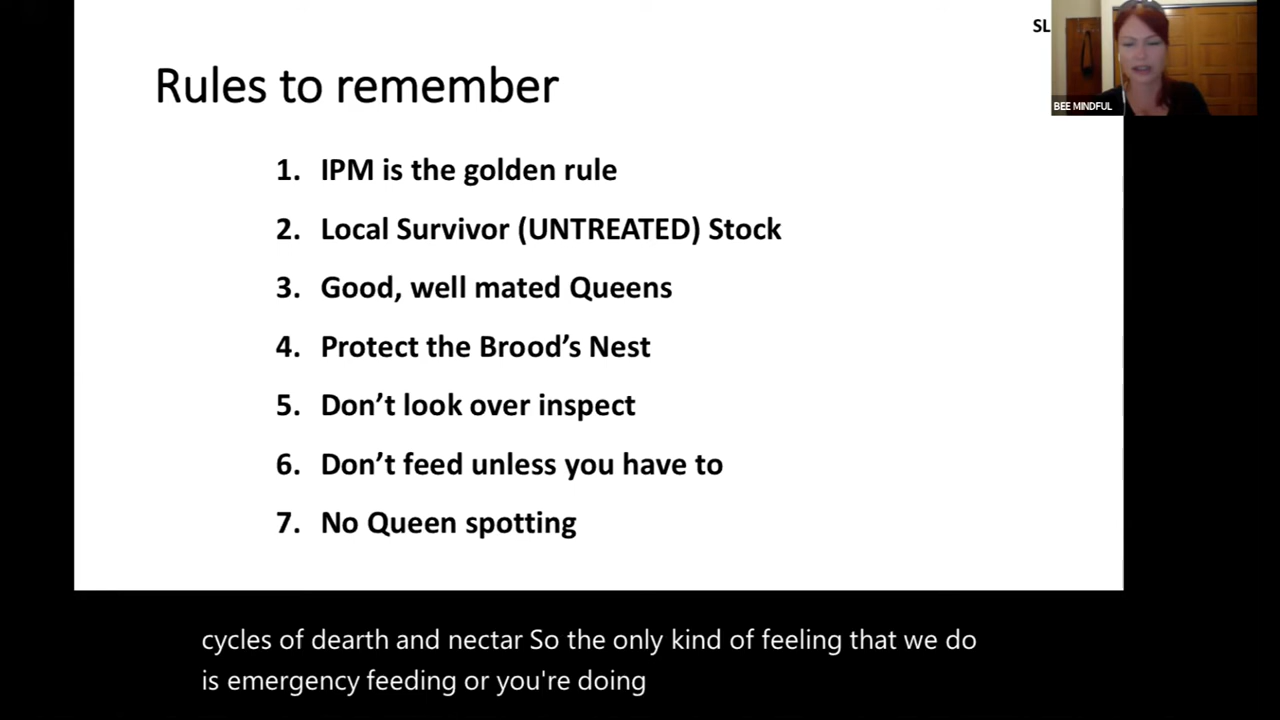 SL
Rules to remember
BEE MINDFUL
1. IPM is the golden rule
2. Local Survivor (UNTREATED) Stock
3. Good, well mated Queens
4. Protect the Brood's Nest
5. Don't look over inspect
6. Don't feed unless you have to
7. No Queen spotting
cycles of dearth and nectar So the only kind of feeling that we do
is emergency feeding or you're doing